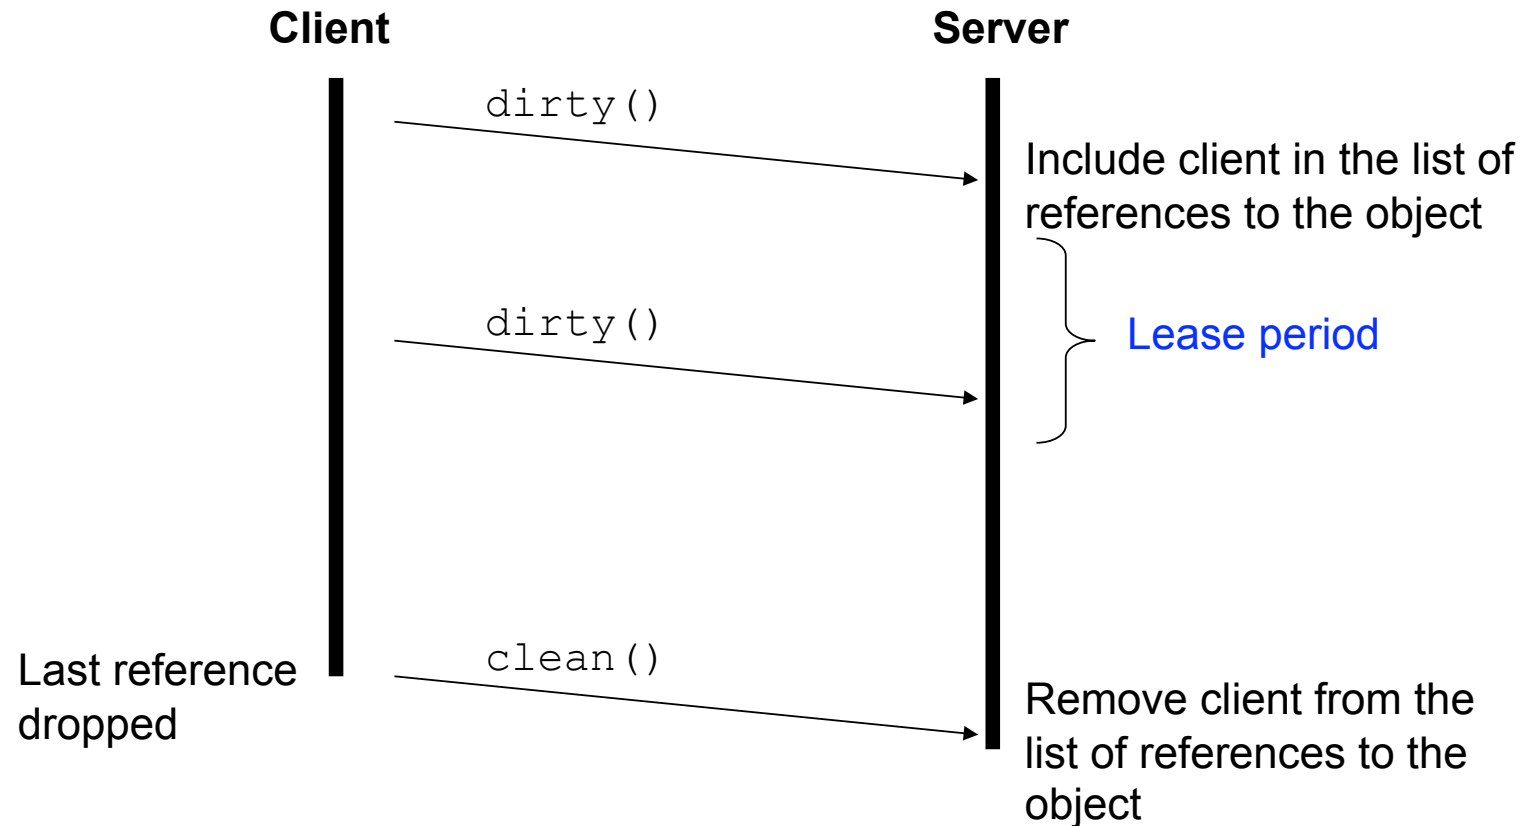 Client
Server
dirty()
Include client in the list of
references to the object
dirty()
Lease period
clean()
Last reference
dropped
Remove client from the
list of references to the
object